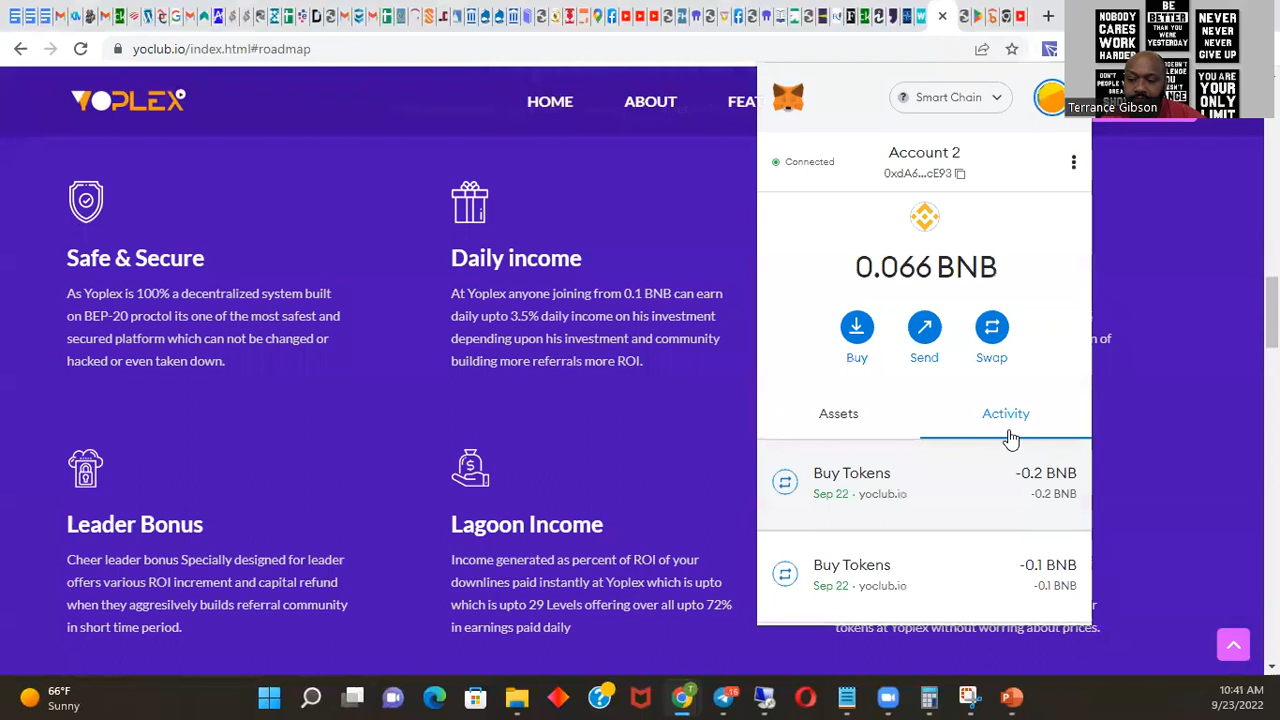 yoclub.io/index.html#roadmap
NOBODY CARES WORK HARDER
BE BETTER THAN YOU WERE YESTERDAY
NEVER NEVER NEVER GIVE UP
YOU ARE YOUR ONLY LIMIT
Terrance Gibson
YOPLEX
HOME
ABOUT
Smart Chain
Connected
Account 2
0xdA6...cE93
0.066 BNB
Buy
Send
Swap
Assets
Activity
Buy Tokens
-0.2 BNB
Sep 22 · yoclub.io
-0.2 BNB
Buy Tokens
-0.1 BNB
Sep 22 · yoclub.io
-0.1 BNB
Safe & Secure
As Yoplex is 100% a decentralized system built
on BEP-20 proctol its one of the most safest and
secured platform which can not be changed or
hacked or even taken down.
Daily income
At Yoplex anyone joining from 0.1 BNB can earn
daily upto 3.5% daily income on his investment
depending upon his investment and community
building more referrals more ROI.
of
Leader Bonus
Cheer leader bonus Specially designed for leader
offers various ROI increment and capital refund
when they aggresilvely builds referral community
in short time period.
Lagoon Income
Income generated as percent of ROI of your
downlines paid instantly at Yoplex which is upto
which is upto 29 Levels offering over all upto 72%
in earnings paid daily
tokens at Yoplex without worring about prices.
66°F
Sunny
16
10:41 AM
9/23/2022